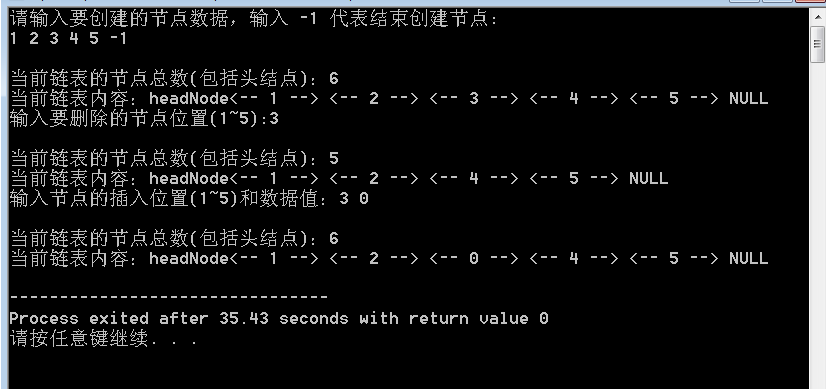 请输入要创建的节点数据，输入 -1 代表结束创建节点：
1 2 3 4 5 -1
当前链表的节点总数(包括头结点)：6
当前链表内容：headNode<-- 1 --> <-- 2 --> <-- 3 --> <-- 4 --> <-- 5 --> NULL
输入要删除的节点位置(1~5):3
当前链表的节点总数(包括头结点)：5
当前链表内容：headNode<-- 1 --> <-- 2 --> <-- 4 --> <-- 5 --> NULL
输入节点的插入位置(1~5)和数据值：3 0
当前链表的节点总数(包括头结点)：6
当前链表内容：headNode<-- 1 --> <-- 2 --> <-- 0 --> <-- 4 --> <-- 5 --> NULL
--------------------------------
Process exited after 35.43 seconds with return value 0
请按任意键继续. . .